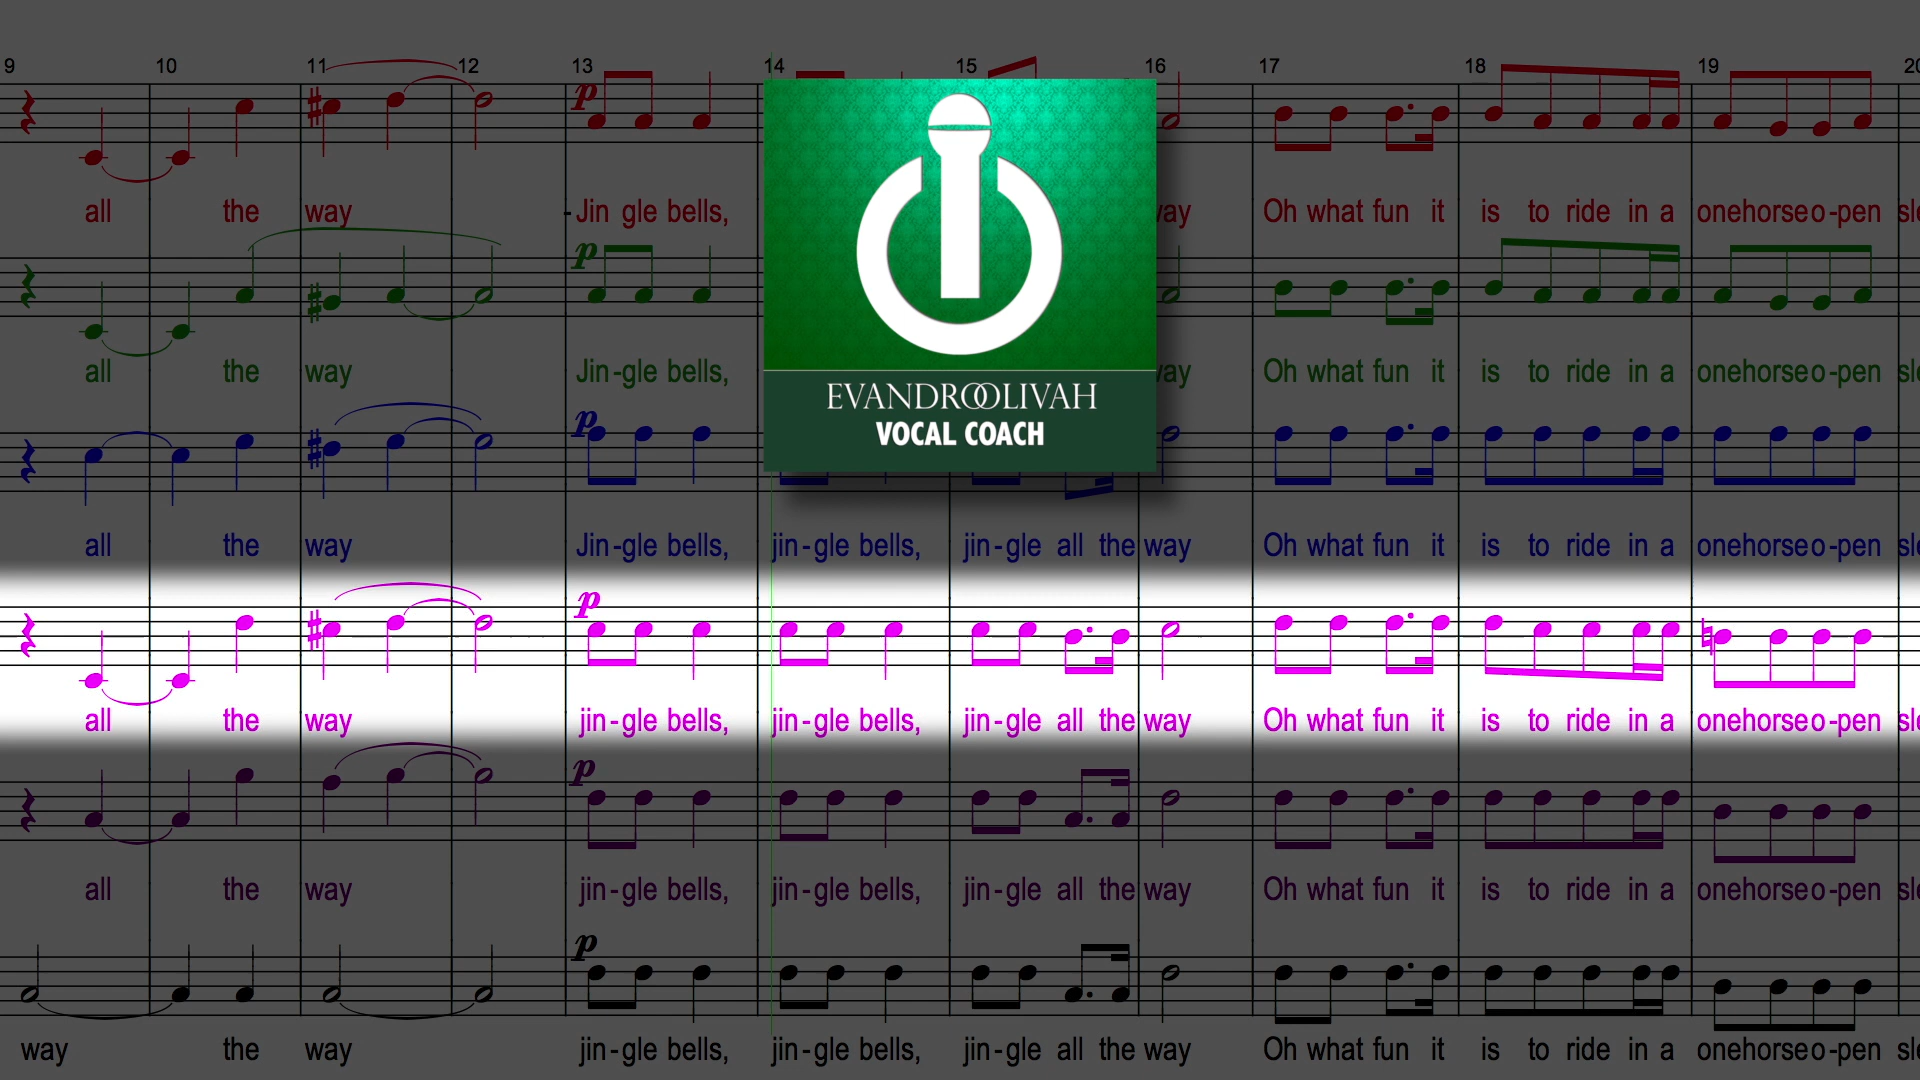 9 10 11 12 13 14 15 16 17 18 19 20
p
all the way -Jin gle bells, way Oh what fun it is to ride in a onehorseo-pen sle
p
all the way Jin-gle bells, way Oh what fun it is to ride in a onehorseo-pen sle
EVANDROOLIVAH
VOCAL COACH
p
all the way Jin-gle bells, jin-gle bells, jin-gle all the way Oh what fun it is to ride in a onehorseo-pen sle
p
all the way jin-gle bells, jin-gle bells, jin-gle all the way Oh what fun it is to ride in a onehorseo-pen sle
p
all the way jin-gle bells, jin-gle bells, jin-gle all the way Oh what fun it is to ride in a onehorseo-pen sle
p
way the way jin-gle bells, jin-gle bells, jin-gle all the way Oh what fun it is to ride in a onehorseo-pen sle